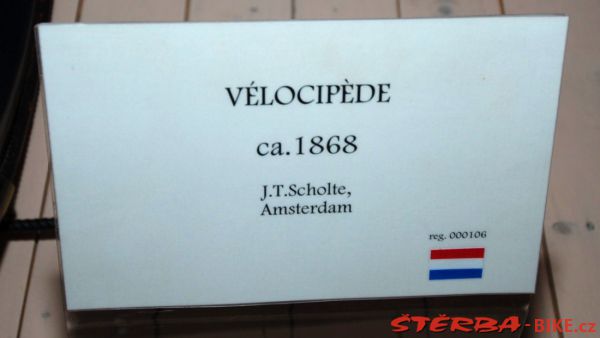 VÉLOCIPÈDE
ca.1868
J.T.Scholte,
Amsterdam
reg. 000106
ŠTĚRBA-BIKE.cz